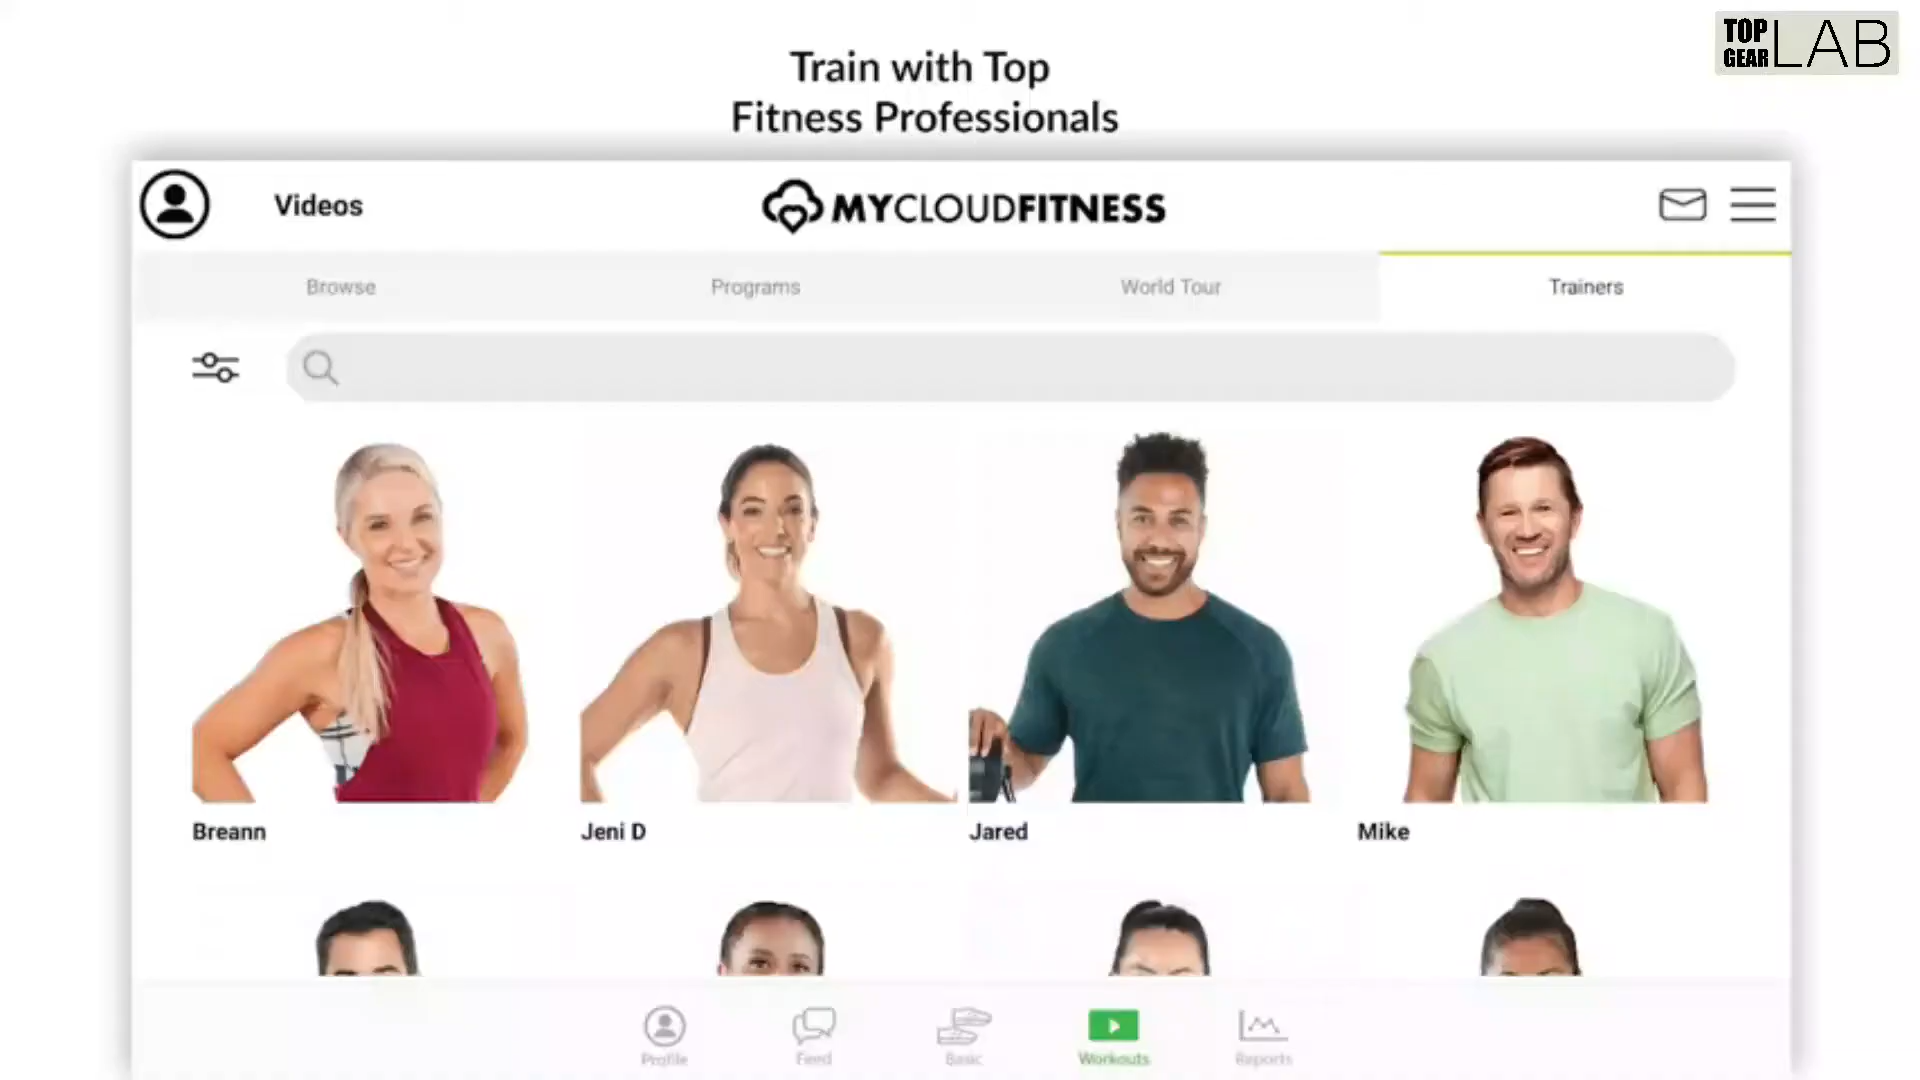 TOP
GEAR LAB
Train with Top
Fitness Professionals
Videos
MYCLOUDFITNESS
Browse
Programs
World Tour
Trainers
Breann
Jeni D
Jared
Mike
Profile
Feed
Basic
Workouts
Reports